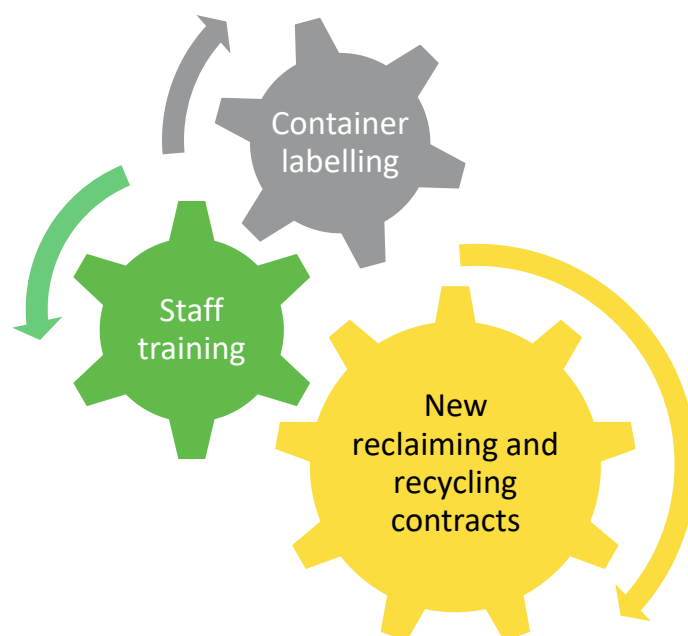 Container
labelling
Staff
training
New
reclaiming and
recycling
contracts